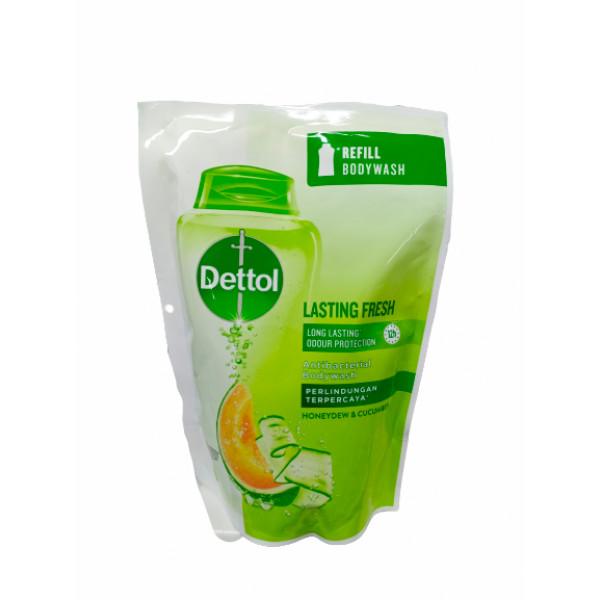 REFILL
BODYWASH
Dettol
LASTING FRESH
LONG LASTING
ODOUR PROTECTION
Antibacterial
Bodywash
PERLINDUNGAN
TERPERCAYA*
HONEYDEW & CUCUMBER